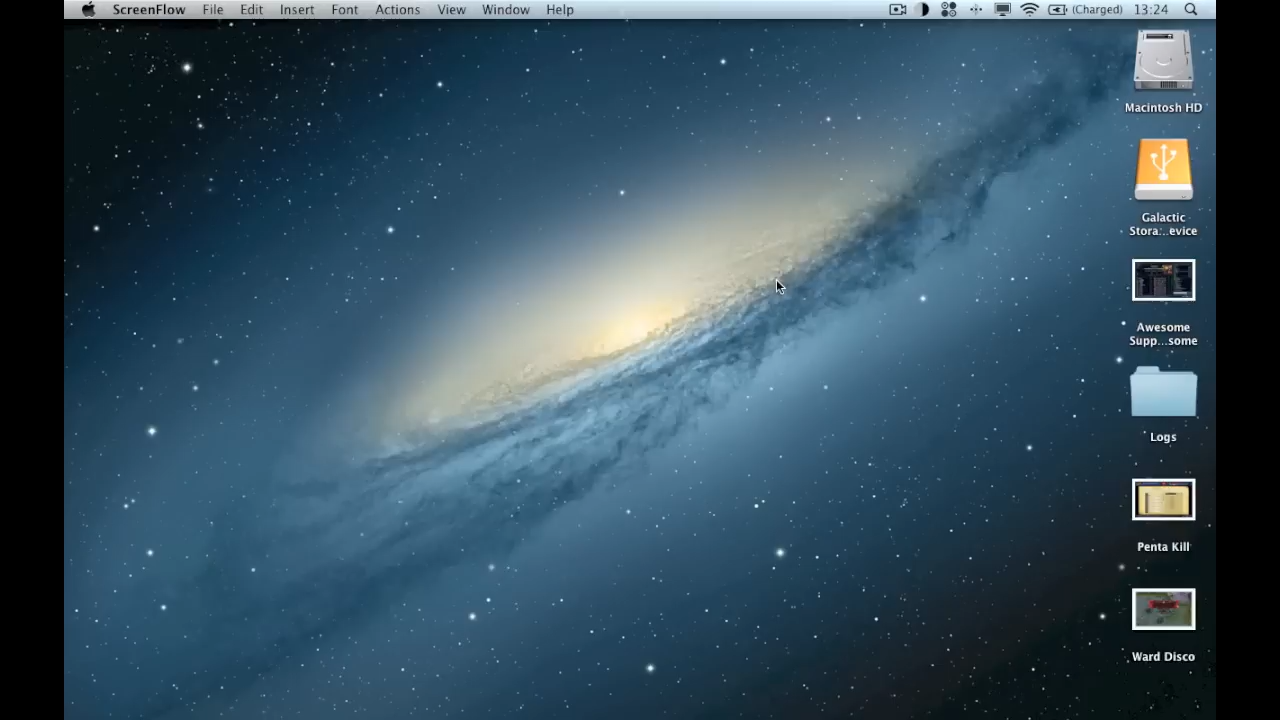 ScreenFlow File Edit Insert Font Actions View Window Help (Charged) 13:24
Macintosh HD
Galactic
Stora...evice
Awesome
Supp...some
Logs
Penta Kill
Ward Disco